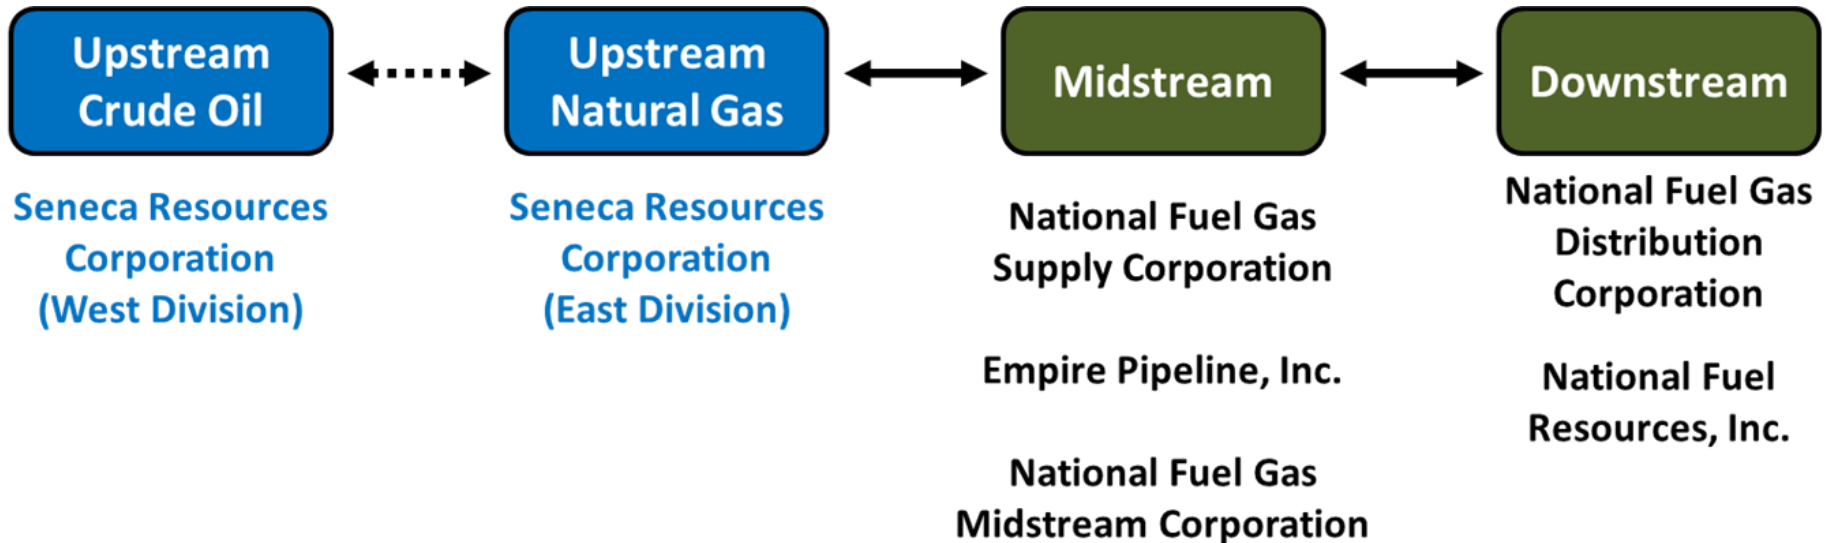 Upstream
Crude Oil
Upstream
Natural Gas
Midstream
Downstream
Seneca Resources
Corporation
(West Division)
Seneca Resources
Corporation
(East Division)
National Fuel Gas
Supply Corporation
Empire Pipeline, Inc.
National Fuel Gas
Midstream Corporation
National Fuel Gas
Distribution
Corporation
National Fuel
Resources, Inc.